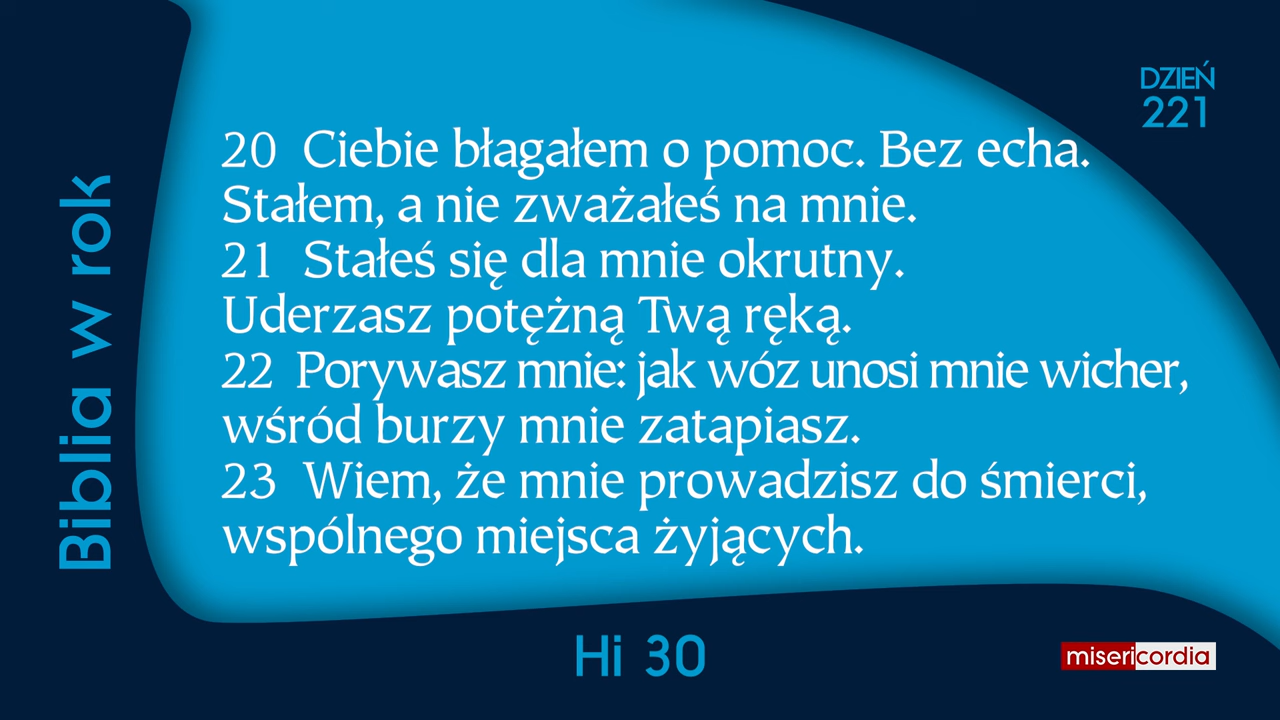 DZIEŃ
221
20 Ciebie błagałem o pomoc. Bez echa.
Stałem, a nie zważałeś na mnie.
21 Stałeś się dla mnie okrutny.
Uderzasz potężną Twą ręką.
22 Porywasz mnie: jak wóz unosi mnie wicher,
wśród burzy mnie zatapiasz.
23 Wiem, że mnie prowadzisz do śmierci,
wspólnego miejsca żyjących.
Biblia w rok
Hi 30
misericordia